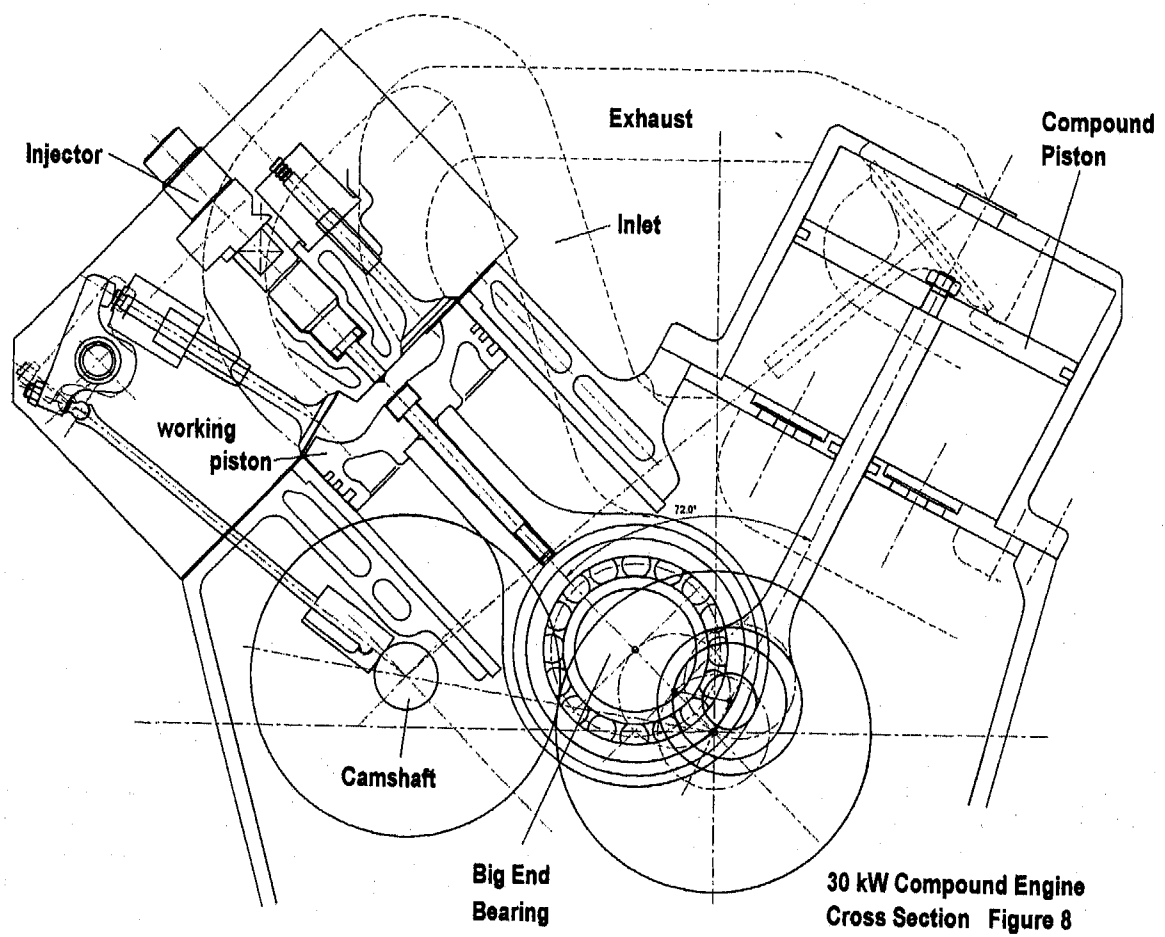 Exhaust
Compound
Piston
Injector
Inlet
working
piston
72.0°
Camshaft
Big End
Bearing
30 kW Compound Engine
Cross Section Figure 8